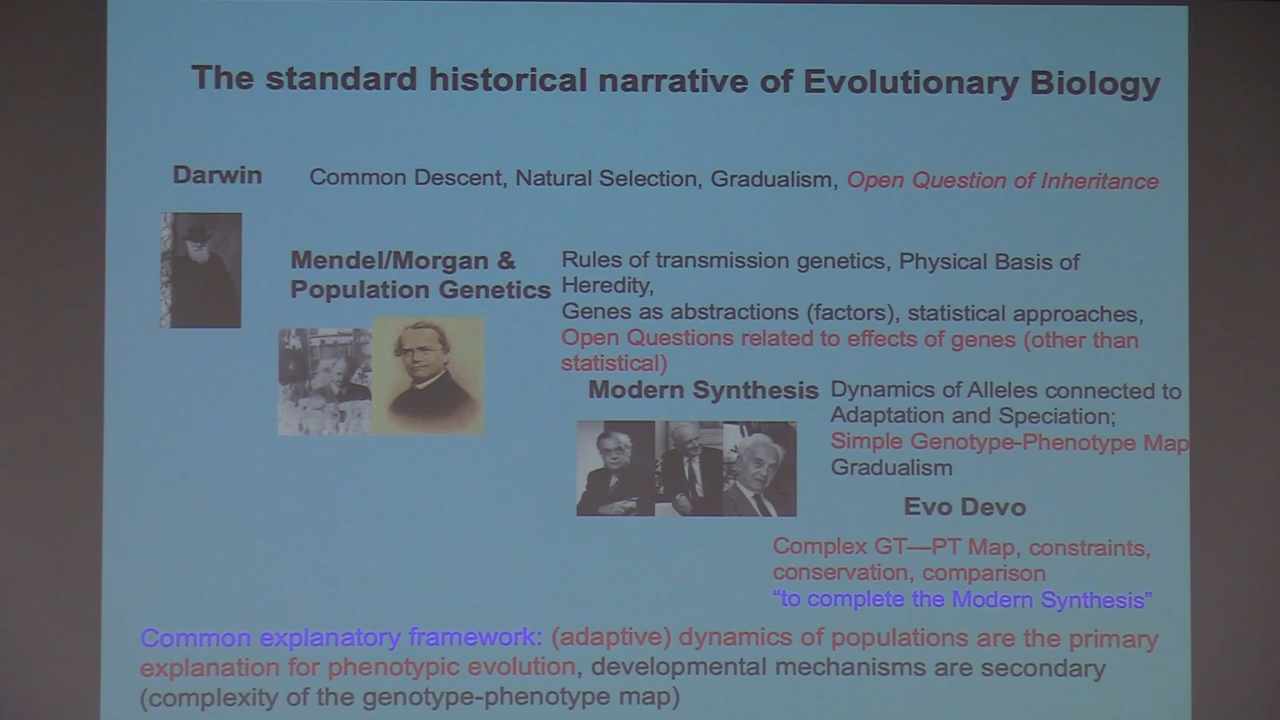 The standard historical narrative of Evolutionary Biology
Darwin
Common Descent, Natural Selection, Gradualism, Open Question of Inheritance
Mendel/Morgan &
Population Genetics
Rules of transmission genetics, Physical Basis of
Heredity,
Genes as abstractions (factors), statistical approaches,
Open Questions related to effects of genes (other than
statistical)
Modern Synthesis
Dynamics of Alleles connected to
Adaptation and Speciation;
Simple Genotype-Phenotype Map
Gradualism
Evo Devo
Complex GT—PT Map, constraints,
conservation, comparison
“to complete the Modern Synthesis”
Common explanatory framework: (adaptive) dynamics of populations are the primary
explanation for phenotypic evolution, developmental mechanisms are secondary
(complexity of the genotype-phenotype map)